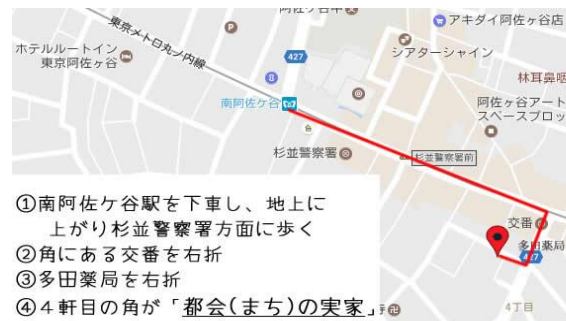 アキダイ阿佐ヶ谷店
東京メトロ丸ノ内線
ホテルルートイン
東京阿佐ヶ谷
427
シアターシャイン
林耳鼻咽
南阿佐ケ谷
阿佐ヶ谷アート
スペースブロッ
杉並警察署
杉並警察署前
交番
多田薬局
427
4丁目
①南阿佐ケ谷駅を下車し、地上に
上がり杉並警察署方面に歩く
②角にある交番を右折
③多田薬局を右折
④4軒目の角が「都会(まち)の実家」